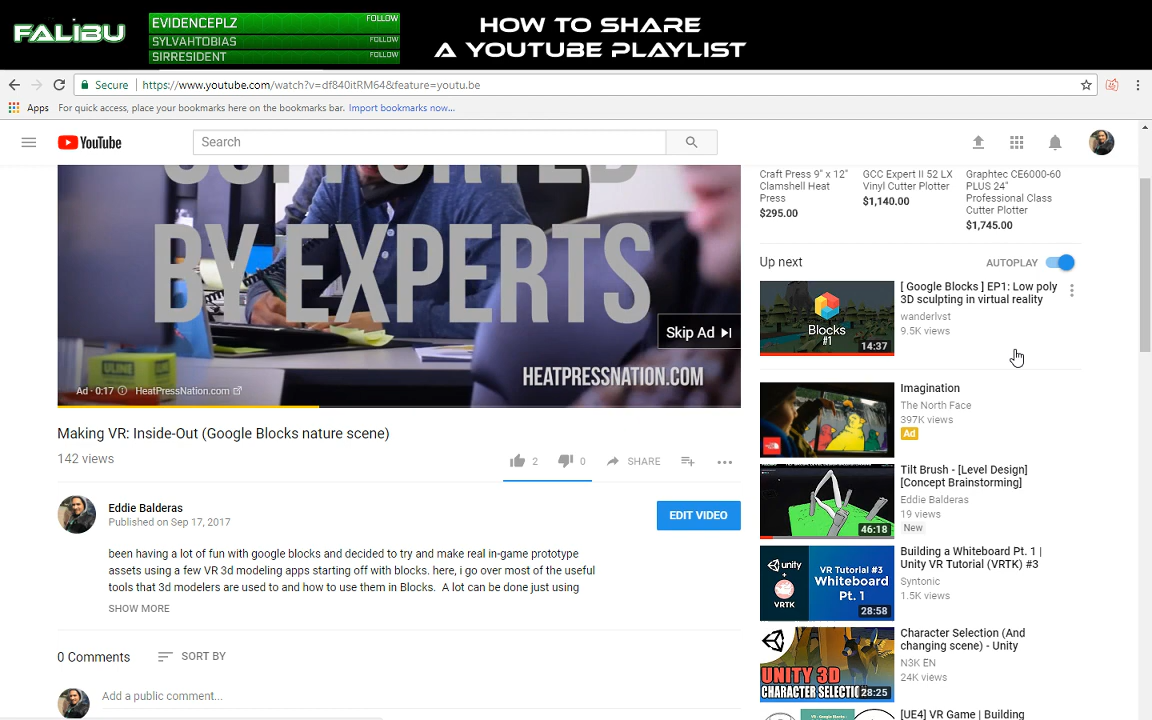 FALIBU
EVIDENCEPLZ FOLLOW
SYLVAHTOBIAS FOLLOW
SIRRESIDENT FOLLOW
HOW TO SHARE
A YOUTUBE PLAYLIST
Secure https://www.youtube.com/watch?v=df840itRM64&feature=youtu.be
Apps For quick access, place your bookmarks here on the bookmarks bar. Import bookmarks now...
YouTube
Search
SUPPORTED
BY EXPERTS
Skip Ad
ULINE
HEATPRESSNATION.COM
Ad · 0:17 HeatPressNation.com
Making VR: Inside-Out (Google Blocks nature scene)
142 views
2 0 SHARE
Eddie Balderas
Published on Sep 17, 2017
EDIT VIDEO
been having a lot of fun with google blocks and decided to try and make real in-game prototype
assets using a few VR 3d modeling apps starting off with blocks. here, i go over most of the useful
tools that 3d modelers are used to and how to use them in Blocks. A lot can be done just using
SHOW MORE
0 Comments SORT BY
Add a public comment...
Craft Press 9" x 12"
Clamshell Heat
Press
$295.00
GCC Expert II 52 LX
Vinyl Cutter Plotter
$1,140.00
Graphtec CE6000-60
PLUS 24"
Professional Class
Cutter Plotter
$1,745.00
Up next AUTOPLAY
Blocks
#1
14:37
[ Google Blocks ] EP1: Low poly
3D sculpting in virtual reality
wanderlvst
9.5K views
Imagination
The North Face
397K views
Ad
46:18
Tilt Brush - [Level Design]
[Concept Brainstorming]
Eddie Balderas
19 views
New
unity
+
VRTK
VR Tutorial #3
Whiteboard
Pt. 1
28:58
Building a Whiteboard Pt. 1 |
Unity VR Tutorial (VRTK) #3
Syntonic
1.5K views
UNITY 3D
CHARACTER SELECTION
28:25
Character Selection (And
changing scene) - Unity
N3K EN
24K views
[UE4] VR Game | Building